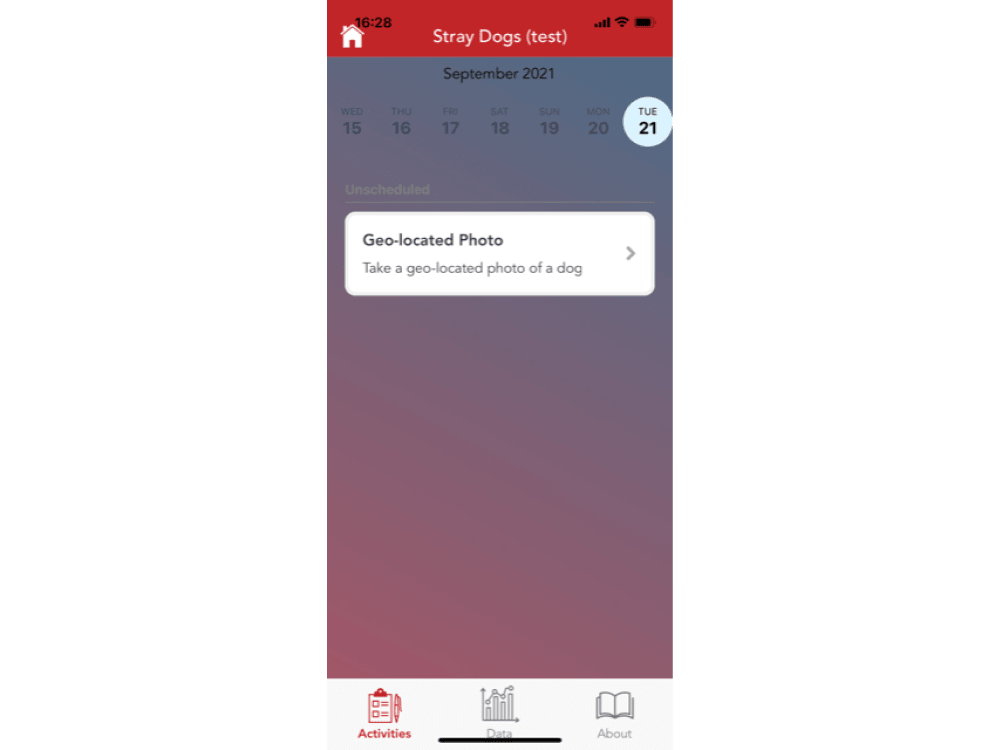 16:28
Stray Dogs (test)
September 2021
WED THU FRI SAT SUN MON TUE
15 16 17 18 19 20 21
Unscheduled
Geo-located Photo
Take a geo-located photo of a dog
Activities Data About